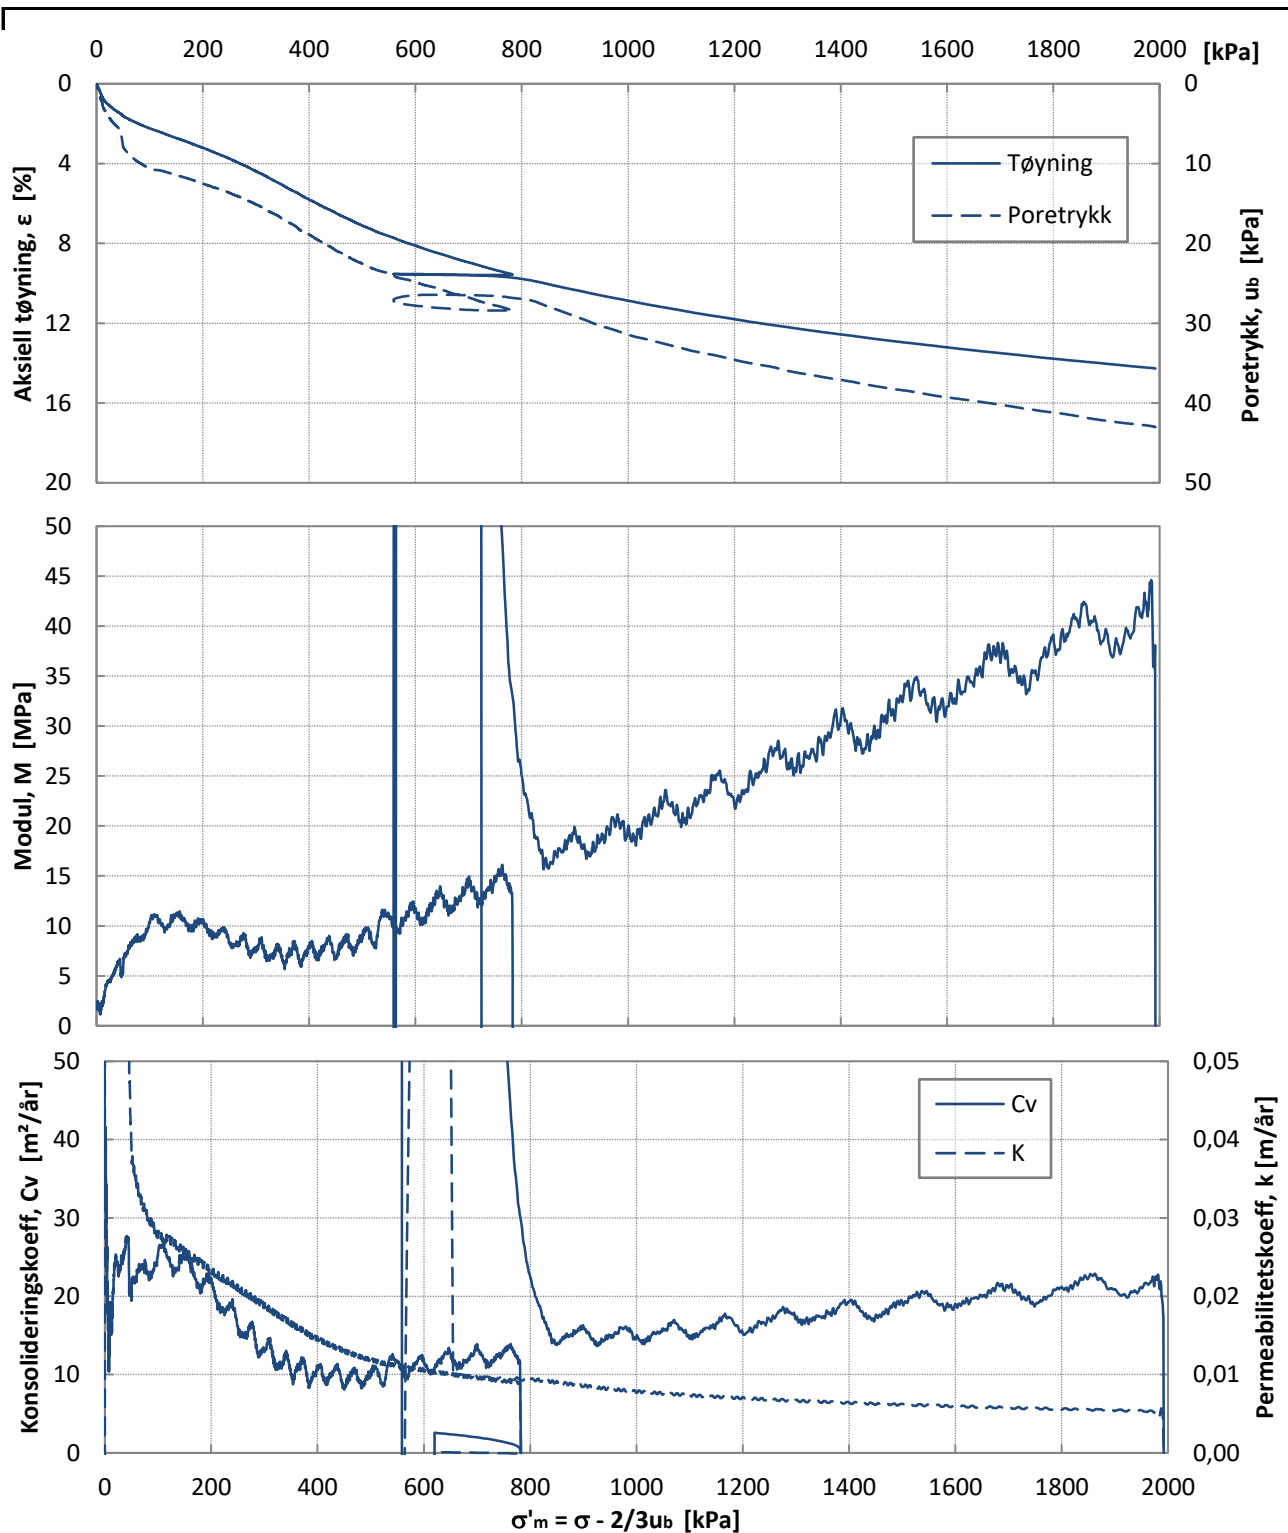 0 200 400 600 800 1000 1200 1400 1600 1800 2000 [kPa]
0 4 8 12 16 20
Aksiell tøyning, ε [%]
Tøyning
Poretrykk
0 10 20 30 40 50
Poretrykk, ub [kPa]
50 45 40 35 30 25 20 15 10 5 0
Modul, M [MPa]
50 40 30 20 10 0
Konsolideringskoeff, Cv [m²/år]
Cv
K
0,05 0,04 0,03 0,02 0,01 0,00
Permeabilitetskoeff, k [m/år]
0 200 400 600 800 1000 1200 1400 1600 1800 2000
σ'm = σ - 2/3ub [kPa]